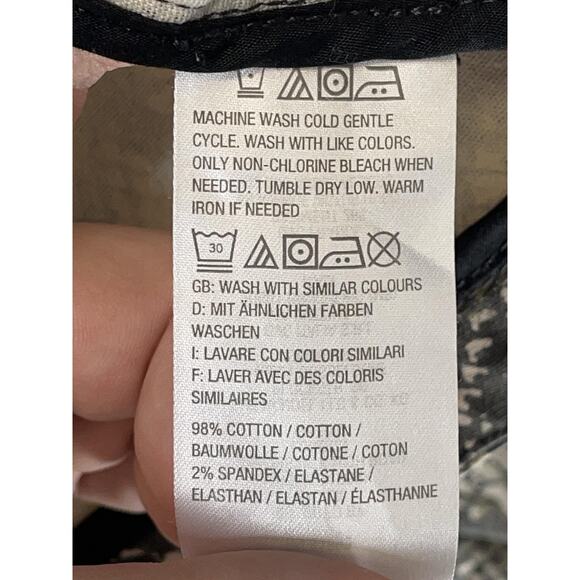 MACHINE WASH COLD GENTLE
CYCLE. WASH WITH LIKE COLORS.
ONLY NON-CHLORINE BLEACH WHEN
NEEDED. TUMBLE DRY LOW. WARM
IRON IF NEEDED
30
GB: WASH WITH SIMILAR COLOURS
D: MIT ÄHNLICHEN FARBEN
WASCHEN
I: LAVARE CON COLORI SIMILARI
F: LAVER AVEC DES COLORIS
SIMILAIRES
98% COTTON / COTTON /
BAUMWOLLE / COTONE / COTON
2% SPANDEX / ELASTANE /
ELASTHAN / ELASTAN / ÉLASTHANNE